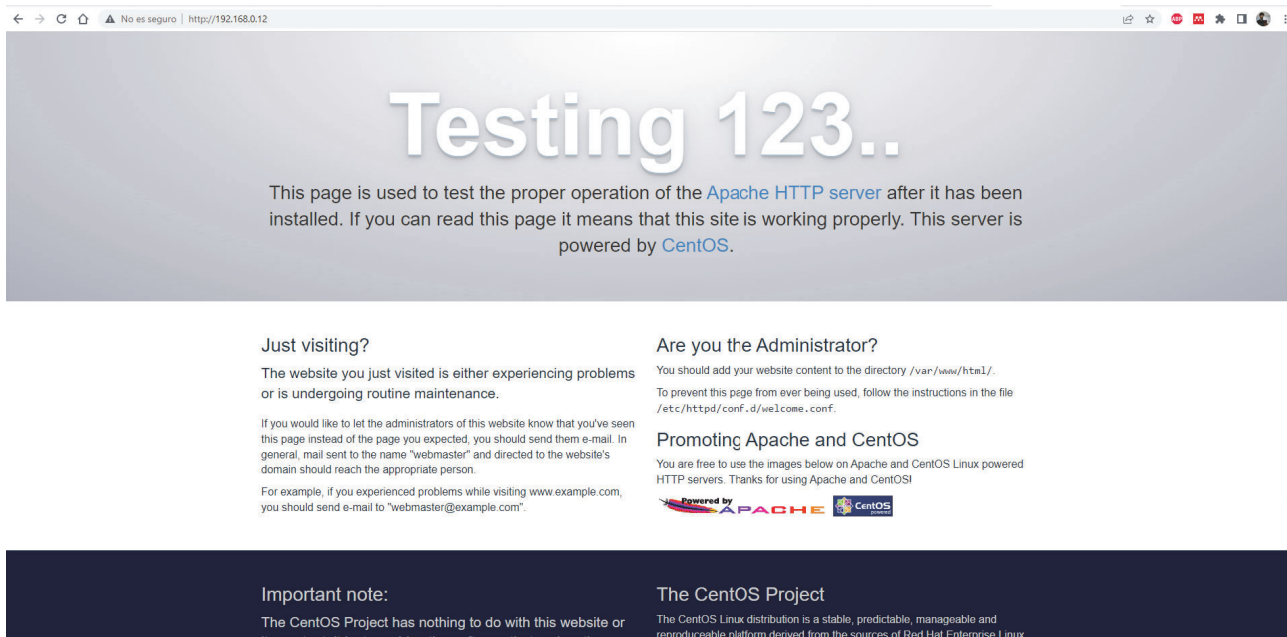 No es seguro | http://192.168.0.12
ABP
Testing 123..
This page is used to test the proper operation of the Apache HTTP server after it has been
installed. If you can read this page it means that this site is working properly. This server is
powered by CentOS.
Just visiting?
The website you just visited is either experiencing problems
or is undergoing routine maintenance.
If you would like to let the administrators of this website know that you've seen
this page instead of the page you expected, you should send them e-mail. In
general, mail sent to the name "webmaster" and directed to the website's
domain should reach the appropriate person.
For example, if you experienced problems while visiting www.example.com,
you should send e-mail to "webmaster@example.com".
Are you the Administrator?
You should add your website content to the directory /var/www/html/.
To prevent this page from ever being used, follow the instructions in the file
/etc/httpd/conf.d/welcome.conf.
Promoting Apache and CentOS
You are free to use the images below on Apache and CentOS Linux powered
HTTP servers. Thanks for using Apache and CentOS!
Powered by
APACHE
CentOS
powered
Important note:
The CentOS Project has nothing to do with this website or
The CentOS Project
The CentOS Linux distribution is a stable, predictable, manageable and
reproduceable platform derived from the sources of Red Hat Enterprise Linux